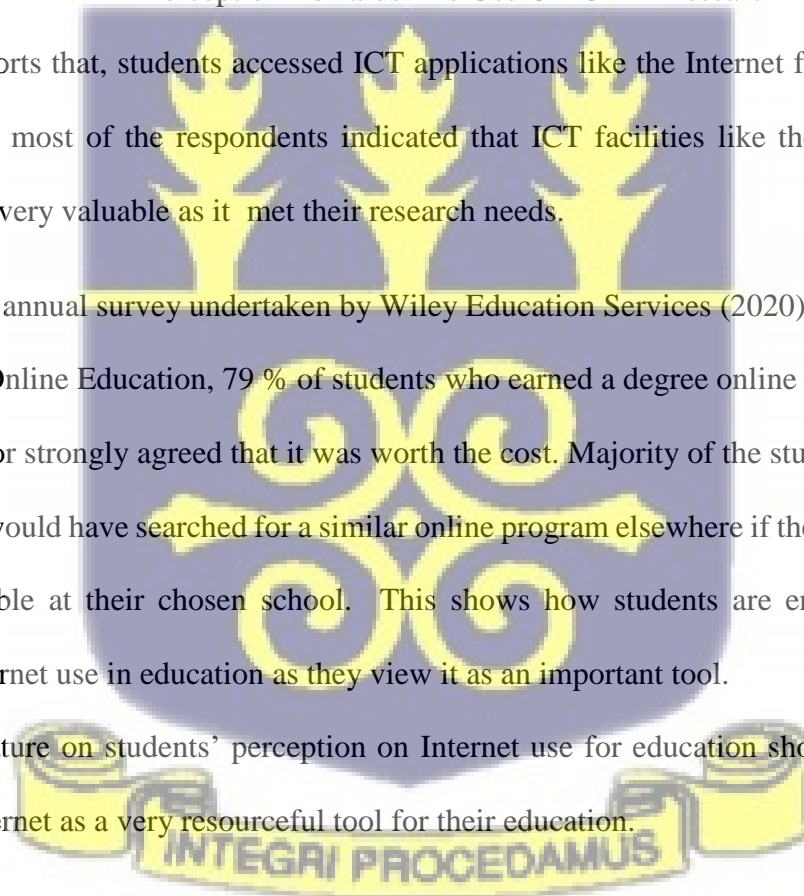 Use
orts that, students accessed ICT applications like the Internet f
most of the respondents indicated that ICT facilities like th
very valuable as it met their research needs.
annual survey undertaken by Wiley Education Services (2020)
Online Education, 79 % of students who earned a degree online
or strongly agreed that it was worth the cost. Majority of the stu
would have searched for a similar online program elsewhere if the
ble at their chosen school. This shows how students are en
rnet use in education as they view it as an important tool.
ture on students' perception on Internet use for education sho
ernet as a very resourceful tool for their education.
INTEGRI PROCEDAMUS